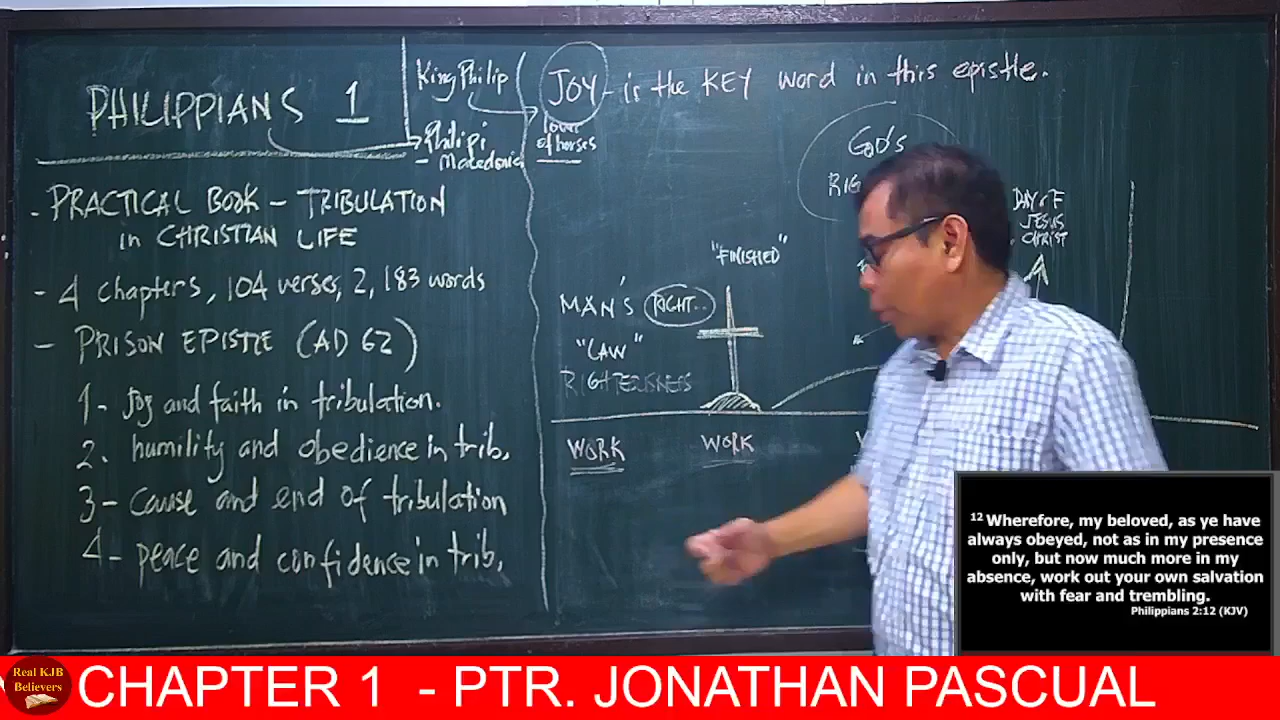 PHILIPPIANS 1
King Philip
Philipi
- Macedonia
of horses
JOY - is the KEY word in this epistle.
- PRACTICAL BOOK - TRIBULATION
in CHRISTIAN LIFE
- 4 chapters, 104 verses, 2,183 words
- PRISON EPISTLE (AD 62)
1 - joy and faith in tribulation.
2. humility and obedience in trib.
3 - cause and end of tribulation
4 - peace and confidence in trib.
God's
"FINISHED"
MAN'S RIGHT..
"LAW"
WORK WORK
DAY OF
JESUS
CHRIST
12 Wherefore, my beloved, as ye have
always obeyed, not as in my presence
only, but now much more in my
absence, work out your own salvation
with fear and trembling.
Philippians 2:12 (KJV)
Real KJB
Believers
CHAPTER 1 - PTR. JONATHAN PASCUAL